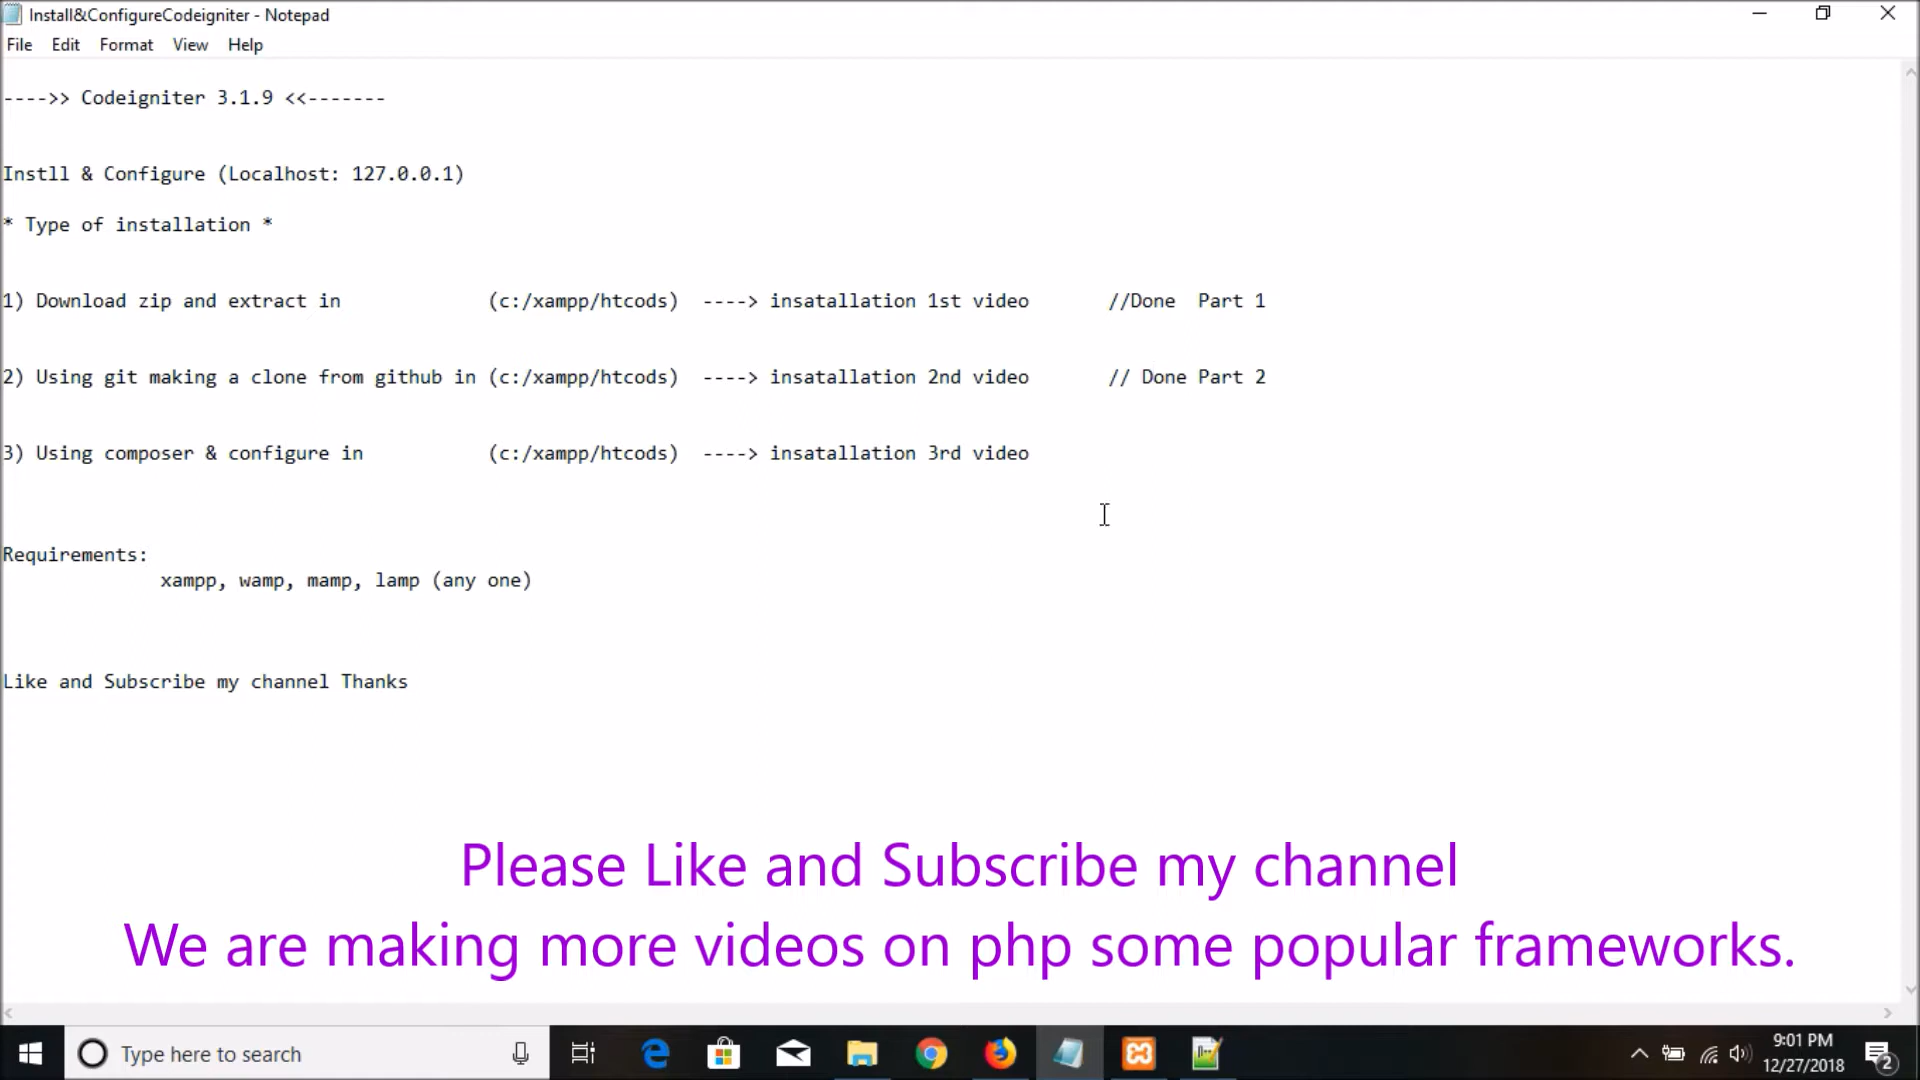 Install&ConfigureCodeigniter - Notepad
File Edit Format View Help
---->> Codeigniter 3.1.9 <<-------
Instll & Configure (Localhost: 127.0.0.1)
* Type of installation *
1) Download zip and extract in (c:/xampp/htcods) ----> insatallation 1st video //Done Part 1
2) Using git making a clone from github in (c:/xampp/htcods) ----> insatallation 2nd video // Done Part 2
3) Using composer & configure in (c:/xampp/htcods) ----> insatallation 3rd video
Requirements:
xampp, wamp, mamp, lamp (any one)
Like and Subscribe my channel Thanks
Please Like and Subscribe my channel
We are making more videos on php some popular frameworks.
Type here to search
9:01 PM
12/27/2018
2